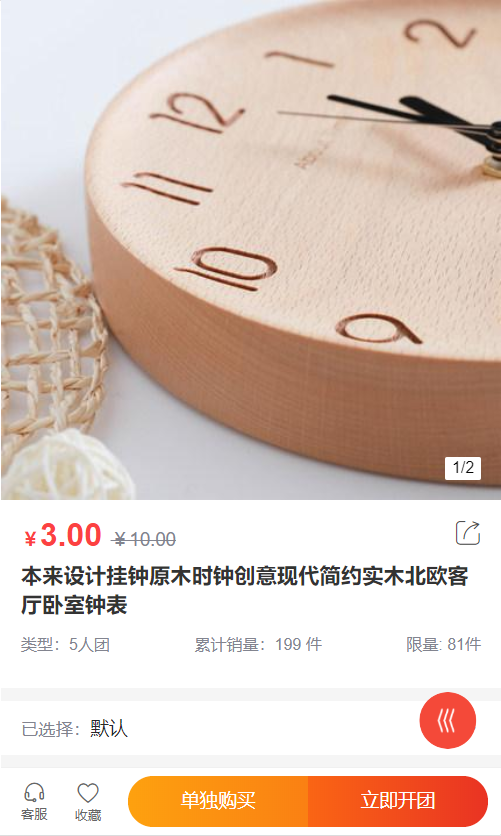 2
1
12
11
10
9
1/2
￥3.00 ￥10.00
本来设计挂钟原木时钟创意现代简约实木北欧客
厅卧室钟表
类型：5人团 累计销量：199 件 限量: 81件
已选择：默认
客服 收藏 单独购买 立即开团